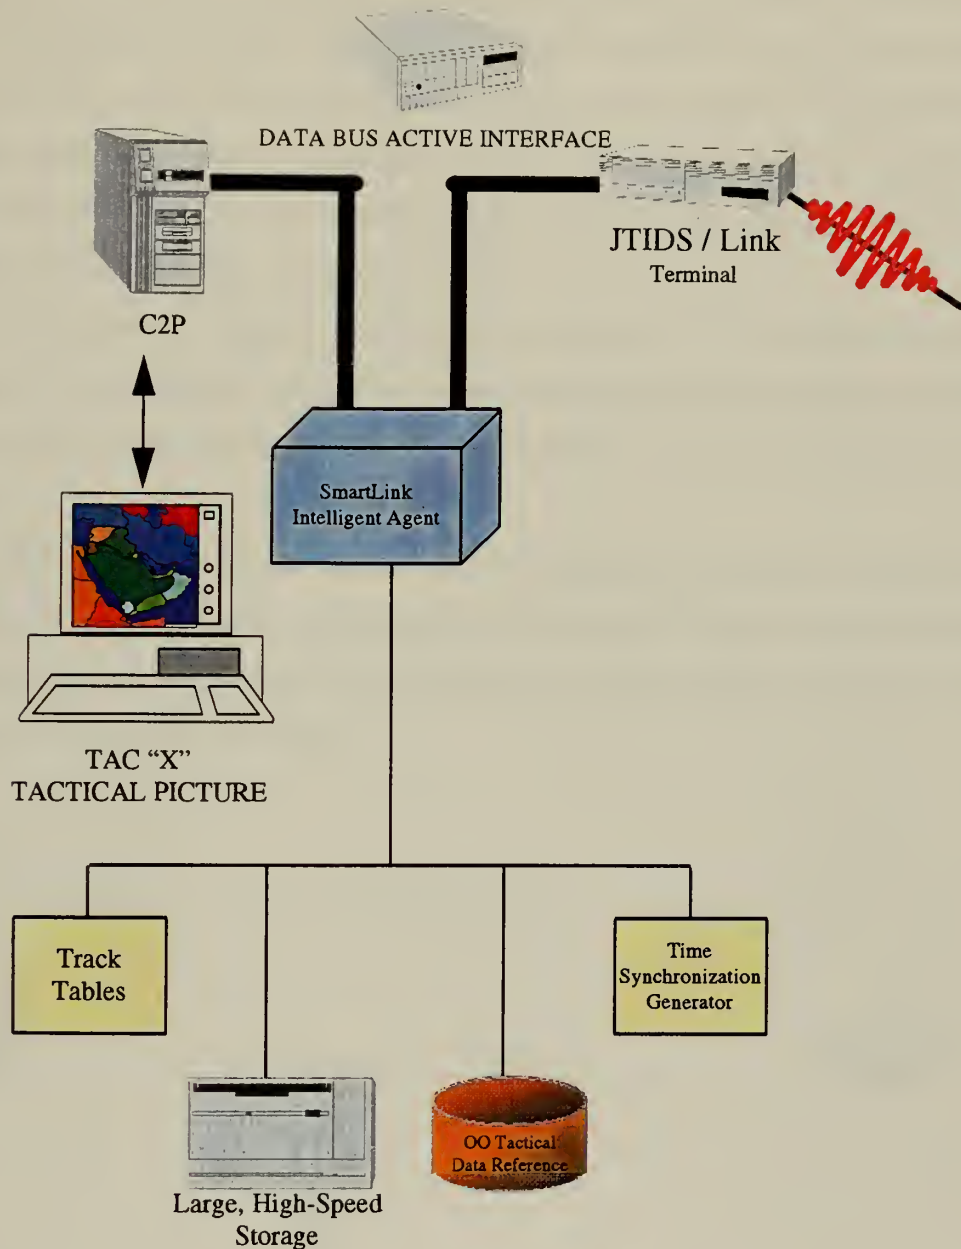 DATA BUS ACTIVE INTERFACE
JTIDS / Link
Terminal
C2P
SmartLink
Intelligent Agent
TAC “X”
TACTICAL PICTURE
Track
Tables
Time
Synchronization
Generator
OO Tactical
Data Reference
Large, High-Speed
Storage